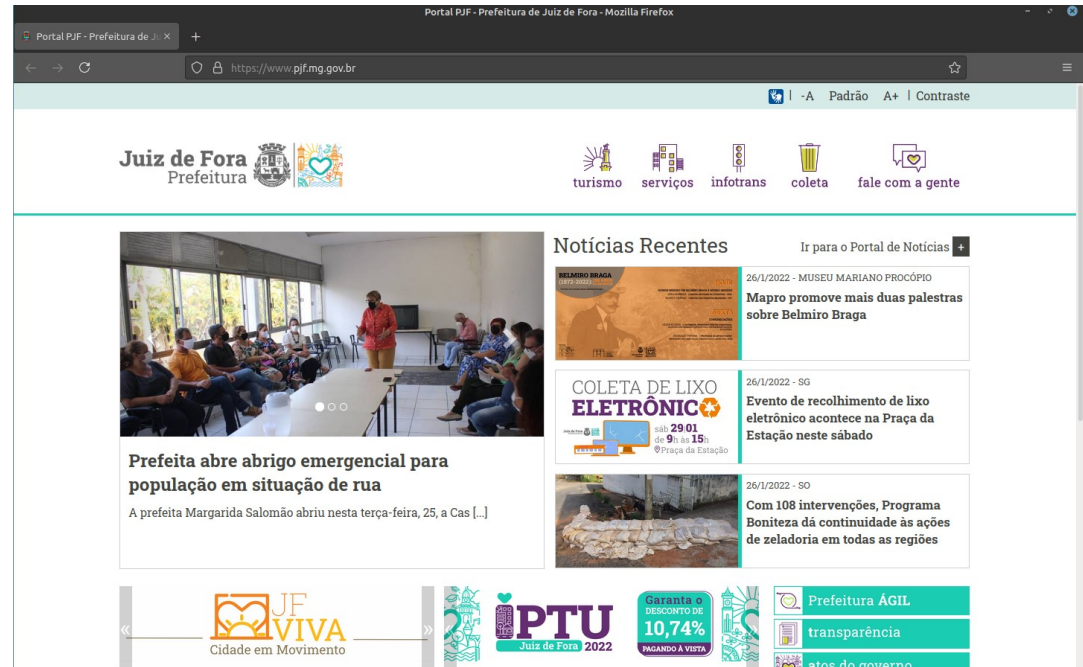 Portal PJF - Prefeitura de Juiz de Fora - Mozilla Firefox
Portal PJF - Prefeitura de Ju
https://www.pjf.mg.gov.br
-A Padrão A+ | Contraste
Juiz de Fora
Prefeitura
turismo serviços infotrans coleta fale com a gente
Notícias Recentes
Ir para o Portal de Notícias +
BELMIRO BRAGA
26/1/2022 - MUSEU MARIANO PROCÓPIO
Mapro promove mais duas palestras
sobre Belmiro Braga
COLETA DE LIXO
ELETRÔNICO
sáb 29|01
de 9h às 15h
Praça da Estação
26/1/2022 - SG
Evento de recolhimento de lixo
eletrônico acontece na Praça da
Estação neste sábado
26/1/2022 - SO
Com 108 intervenções, Programa
Boniteza dá continuidade às ações
de zeladoria em todas as regiões
Prefeita abre abrigo emergencial para
população em situação de rua
A prefeita Margarida Salomão abriu nesta terça-feira, 25, a Cas [...]
«
JF
VIVA
Cidade em Movimento
»
IPTU
Juiz de Fora 2022
Garanta o
DESCONTO DE
10,74%
PAGANDO À VISTA
Prefeitura ÁGIL
transparência
atos do governo